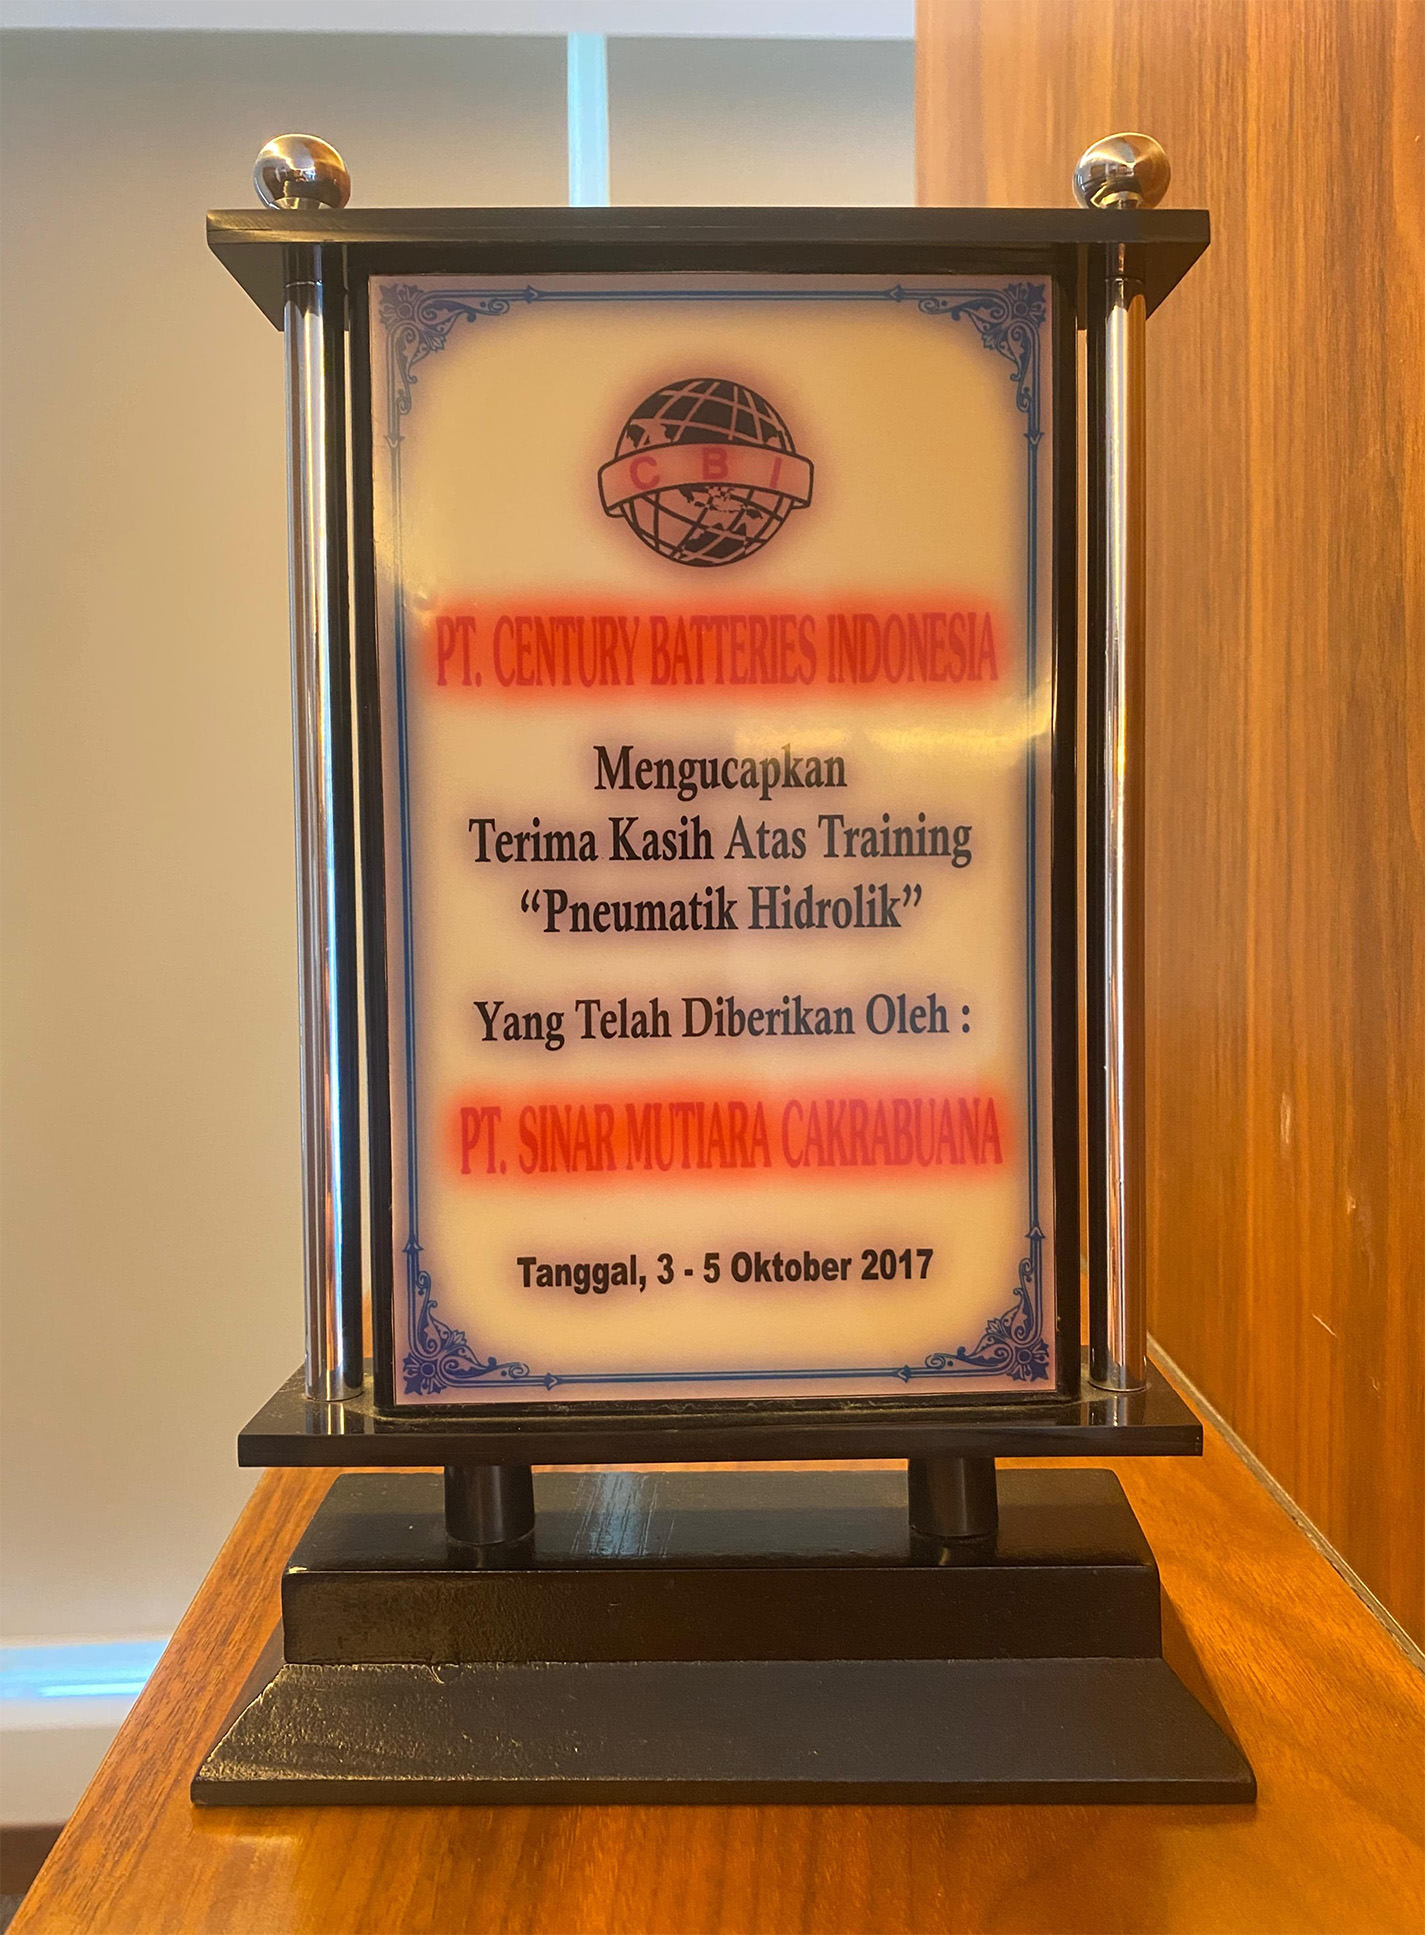 C B I
PT. CENTURY BATTERIES INDONESIA
Mengucapkan
Terima Kasih Atas Training
“Pneumatik Hidrolik”
Yang Telah Diberikan Oleh :
PT. SINAR MUTIARA CAKRABUANA
Tanggal, 3 - 5 Oktober 2017